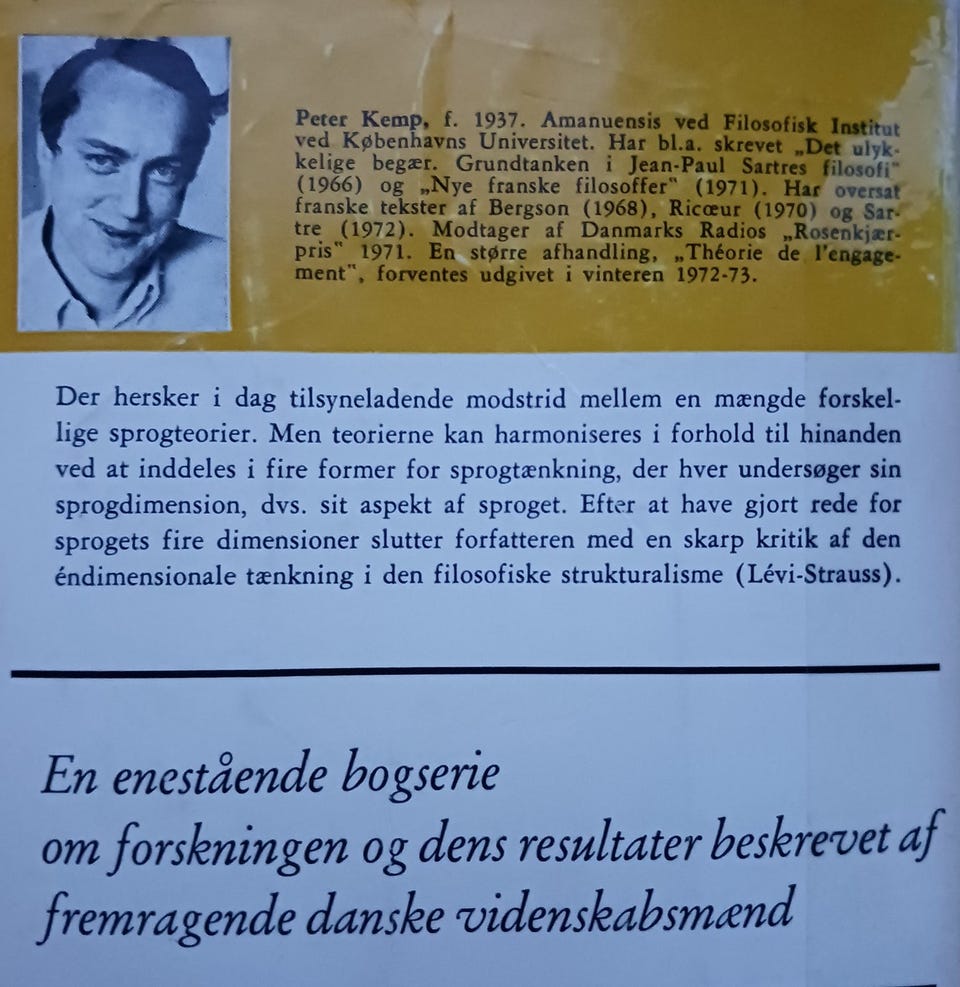 Peter Kemp, f. 1937. Amanuensis ved Filosofisk Institut
ved Københavns Universitet. Har bl.a. skrevet „Det ulyk-
kelige begær. Grundtanken i Jean-Paul Sartres filosofi"
(1966) og „Nye franske filosoffer" (1971). Har oversat
franske tekster af Bergson (1968), Ricœur (1970) og Sar-
tre (1972). Modtager af Danmarks Radios „Rosenkjær-
pris" 1971. En større afhandling, „Théorie de l'engage-
ment", forventes udgivet i vinteren 1972-73.
Der hersker i dag tilsyneladende modstrid mellem en mængde forskel-
lige sprogteorier. Men teorierne kan harmoniseres i forhold til hinanden
ved at inddeles i fire former for sprogtænkning, der hver undersøger sin
sprogdimension, dvs. sit aspekt af sproget. Efter at have gjort rede for
sprogets fire dimensioner slutter forfatteren med en skarp kritik af den
éndimensionale tænkning i den filosofiske strukturalisme (Lévi-Strauss).
En enestående bogserie
om forskningen og dens resultater beskrevet af
fremragende danske videnskabsmænd